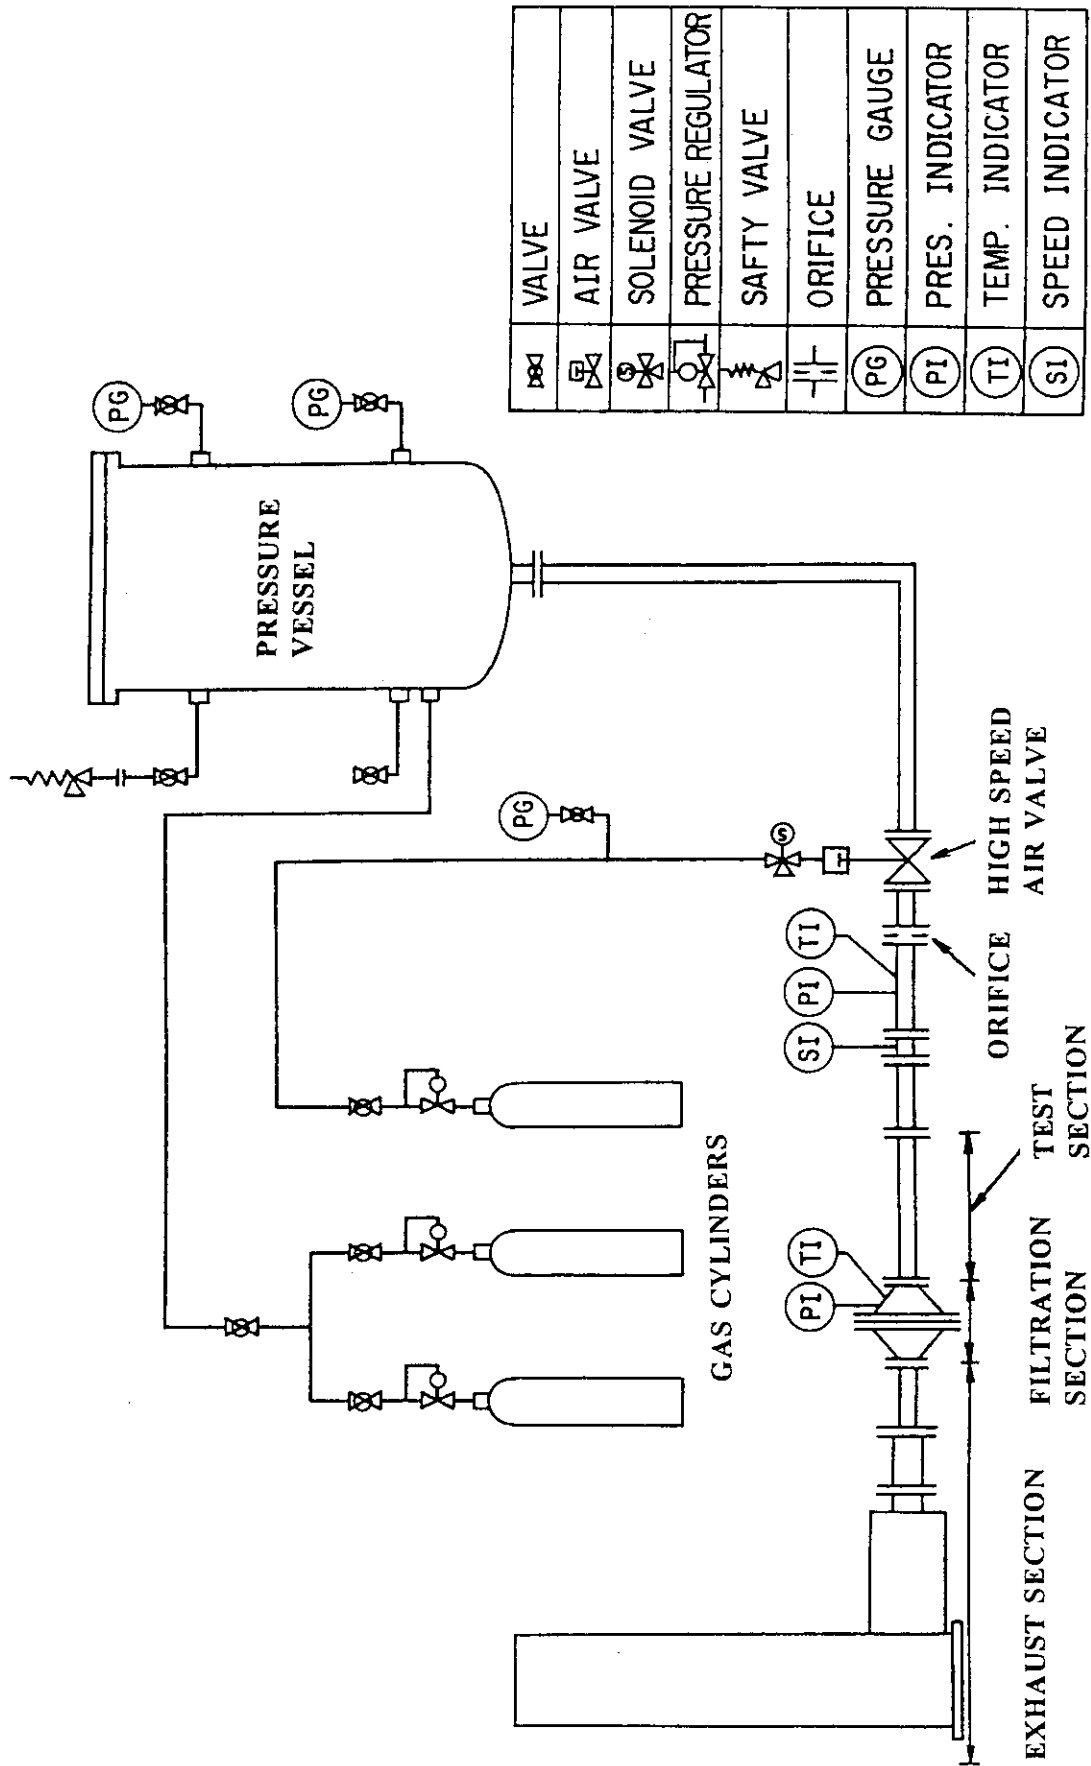 PG
PG
PRESSURE
VESSEL
PG
S
TI
PI
SI
TI
PI
GAS CYLINDERS
HIGH SPEED
AIR VALVE
ORIFICE
TEST
SECTION
FILTRATION
SECTION
EXHAUST SECTION
VALVE
AIR VALVE
S SOLENOID VALVE
PRESSURE REGULATOR
SAFTY VALVE
ORIFICE
PG PRESSURE GAUGE
PI PRES. INDICATOR
TI TEMP. INDICATOR
SI SPEED INDICATOR